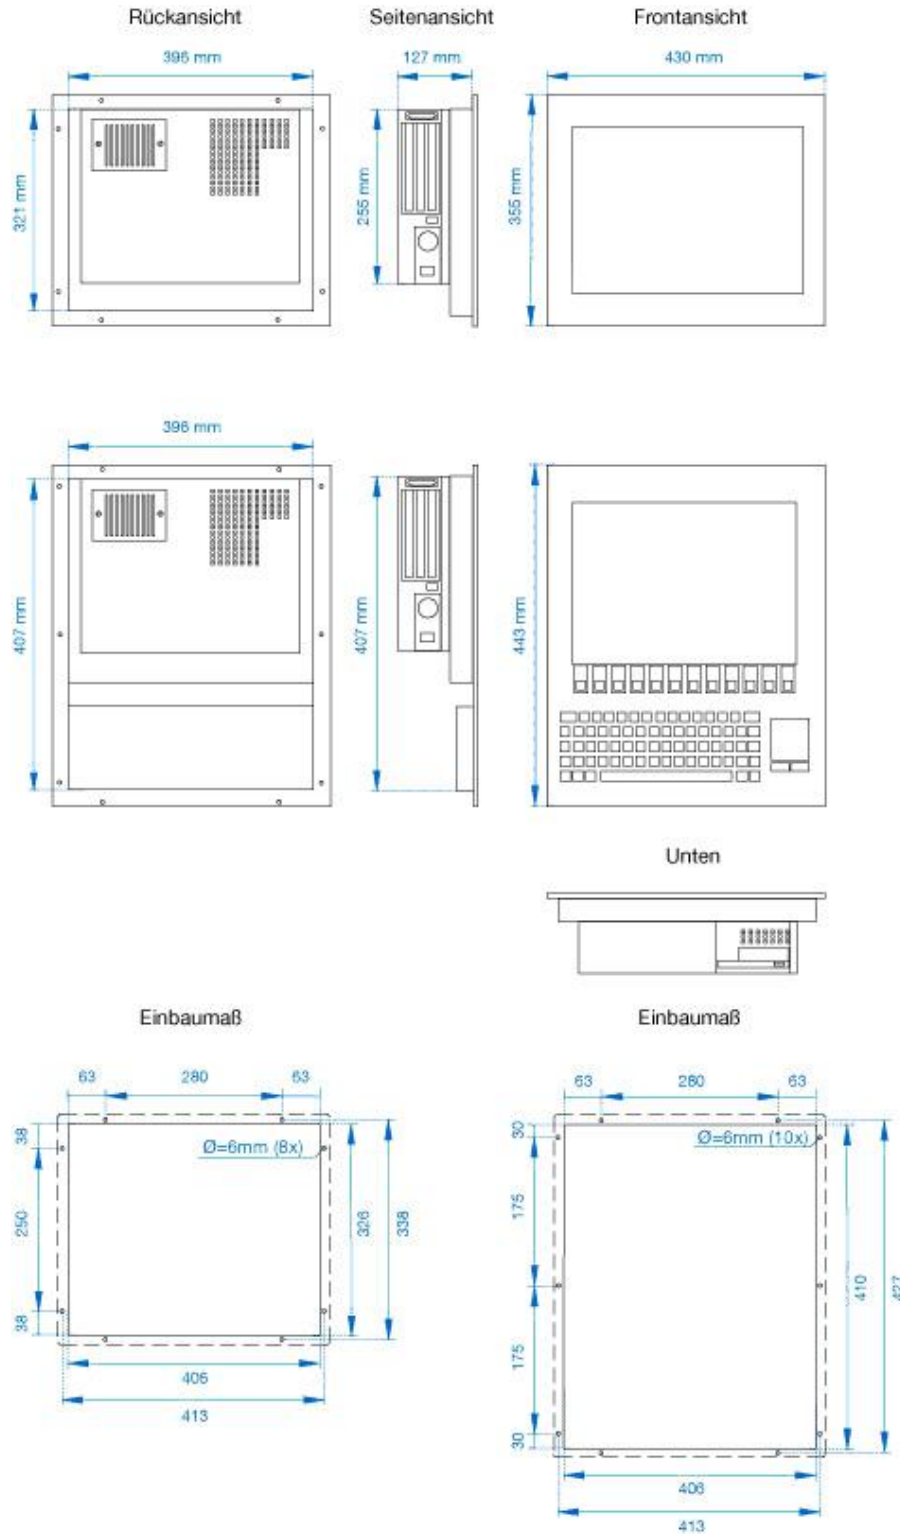 Rückansicht
Seitenansicht
Frontansicht
396 mm
127 mm
430 mm
321 mm
255 mm
355 mm
396 mm
407 mm
407 mm
443 mm
Unten
Einbaumaß
Einbaumaß
63 280 63
63 280 63
38
Ø=6mm (8x)
250
326
338
38
406
413
30
Ø=6mm (10x)
175
410
427
175
30
406
413